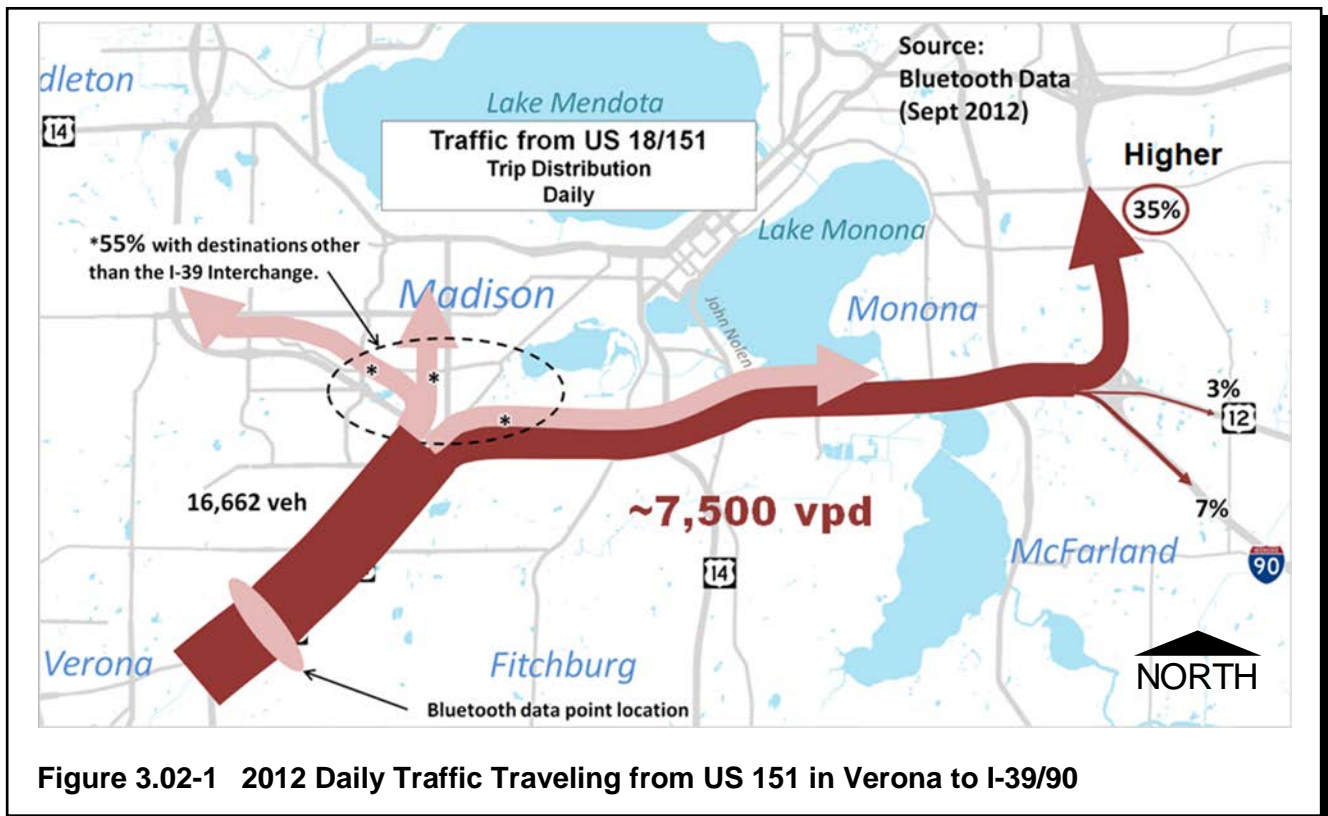 dleton
14
Lake Mendota
Source:
Bluetooth Data
(Sept 2012)
Traffic from US 18/151
Trip Distribution
Daily
Higher
35%
*55% with destinations other
than the I-39 Interchange.
Lake Monona
Madison
John Nolen
Monona
*
*
*
3%
12
16,662 veh
~7,500 vpd
7%
McFarland
14
90
Verona
Fitchburg
NORTH
Bluetooth data point location
Figure 3.02-1 2012 Daily Traffic Traveling from US 151 in Verona to I-39/90